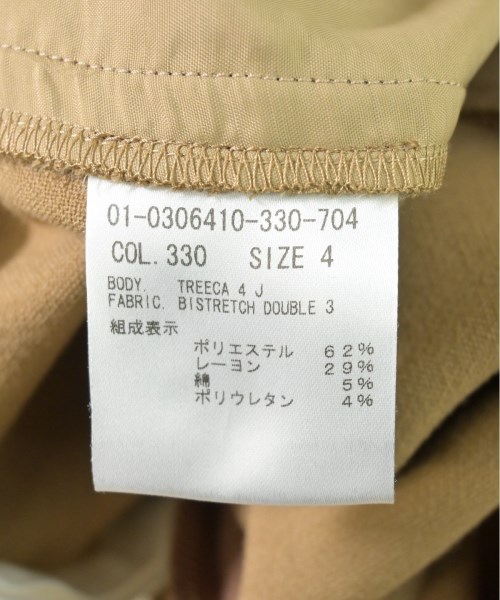 01-0306410-330-704
COL. 330 SIZE 4
BODY. TREECA 4 J
FABRIC. BISTRETCH DOUBLE 3
組成表示
ポリエステル 62%
レーヨン 29%
綿 5%
ポリウレタン 4%